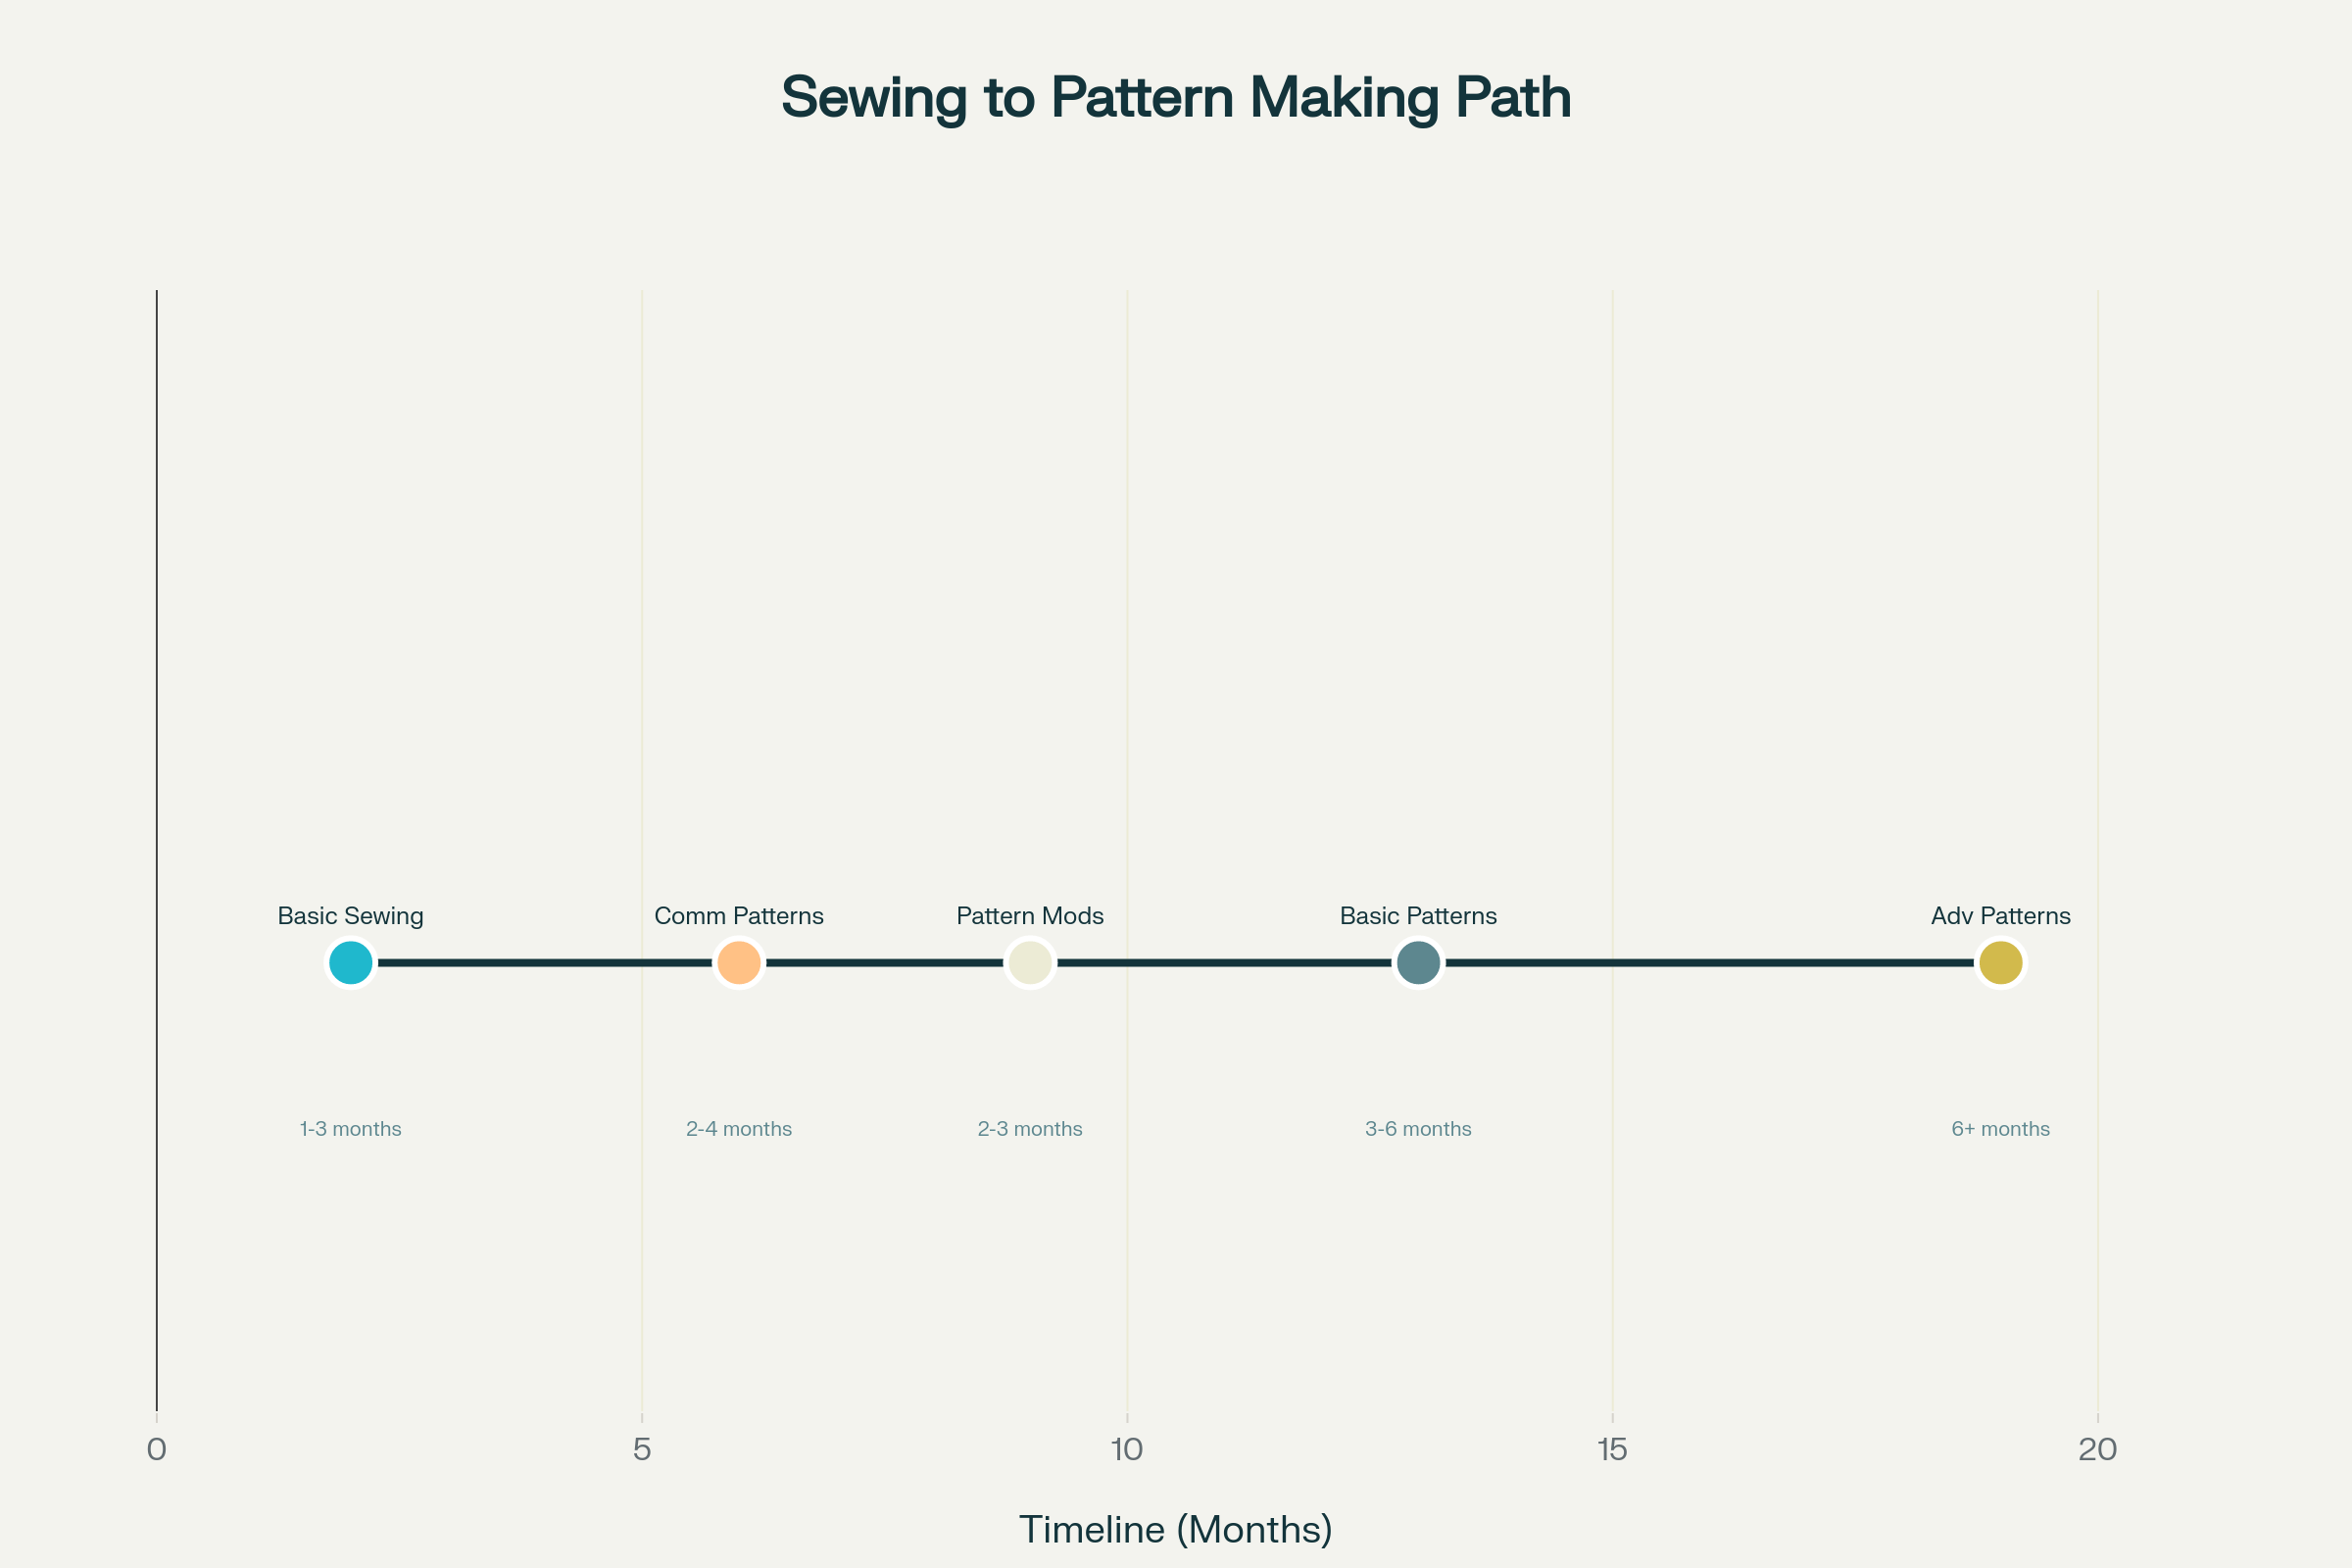 Sewing to Pattern Making Path
Basic Sewing
Comm Patterns
Pattern Mods
Basic Patterns
Adv Patterns
1-3 months
2-4 months
2-3 months
3-6 months
6+ months
0
5
10
15
20
Timeline (Months)